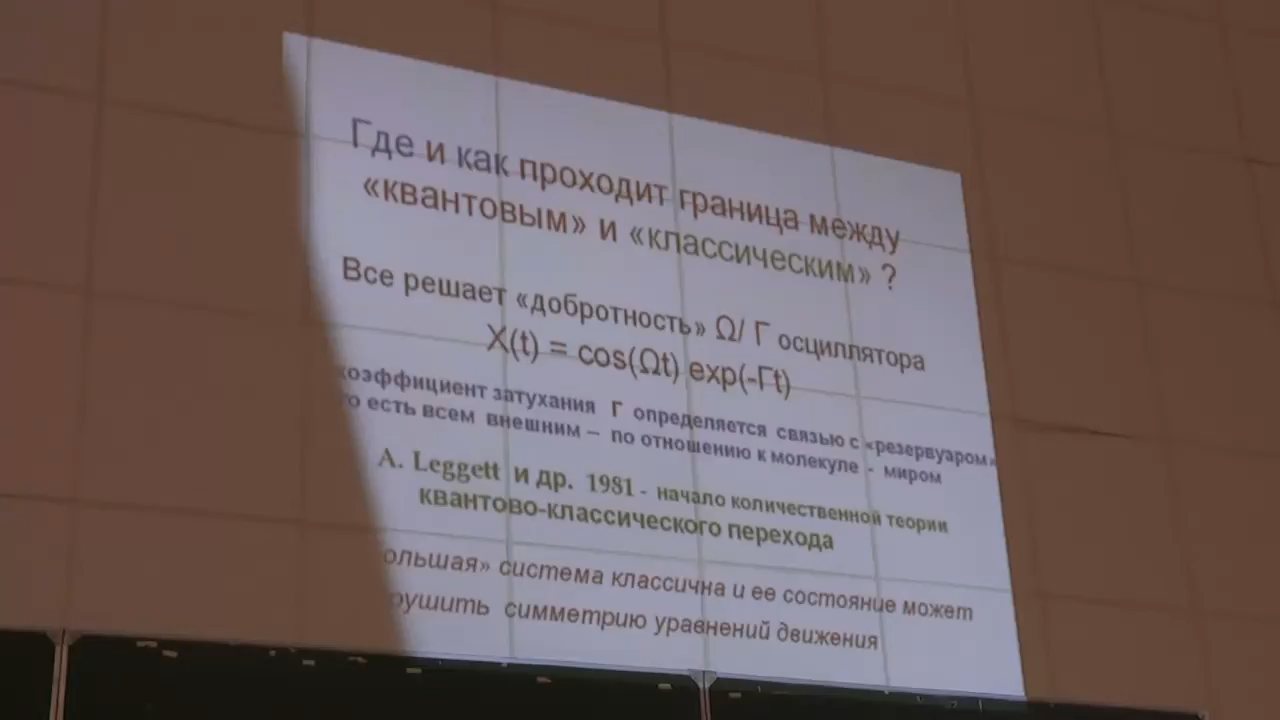 Где и как проходит граница между
«квантовым» и «классическим» ?
Все решает «добротность» Ω/ Γ осциллятора
X(t) = cos(Ωt) exp(-Γt)
коэффициент затухания Γ определяется связью с «резервуаром»
то есть всем внешним – по отношению к молекуле - миром
A. Leggett и др. 1981 - начало количественной теории
квантово-классического перехода
ольшая» система классична и ее состояние может
рушить симметрию уравнений движения